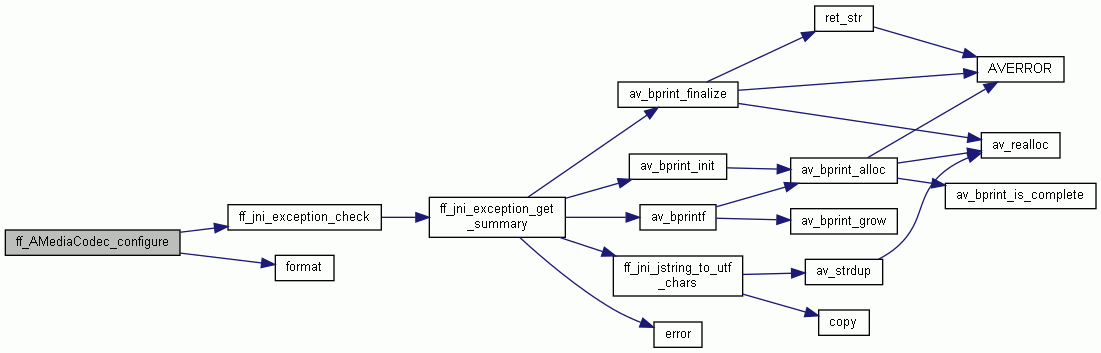 ret_str
AVERROR
av_bprint_finalize
av_realloc
av_bprint_init
av_bprint_alloc
av_bprint_is_complete
ff_jni_exception_check
ff_jni_exception_get
_summary
av_bprintf
av_bprint_grow
ff_AMediaCodec_configure
format
ff_jni_jstring_to_utf
_chars
av_strdup
copy
error